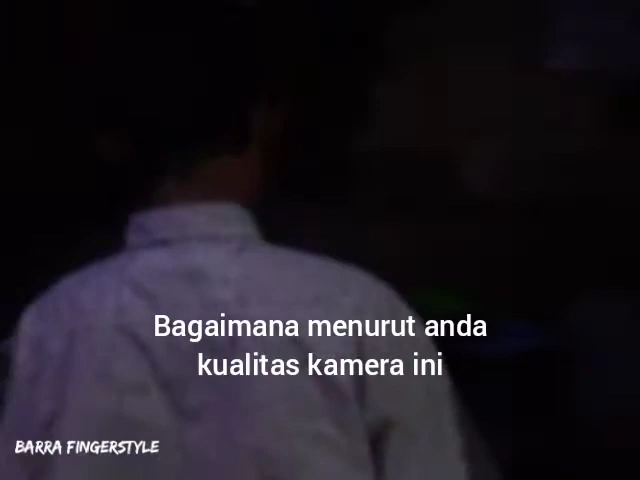 Bagaimana menurut anda
kualitas kamera ini
BARRA FINGERSTYLE